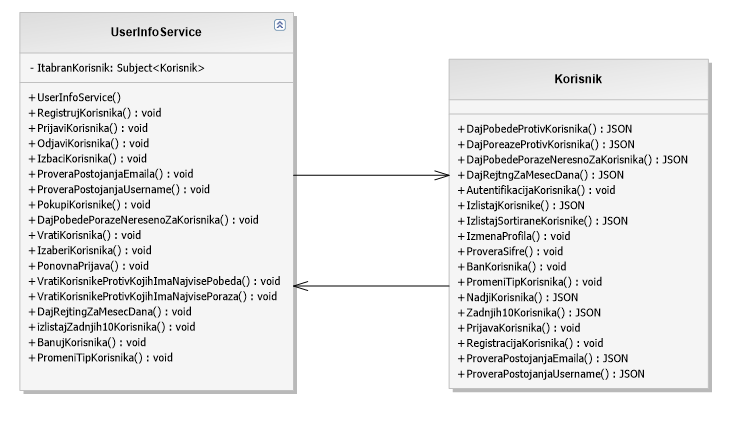 UserInfoService
- ItabranKorisnik: Subject<Korisnik>
+ UserInfoService()
+ RegistrujKorisnika() : void
+ PrijaviKorisnika() : void
+ OdjaviKorisnika() : void
+ IzbaciKorisnika() : void
+ ProveraPostojanjaEmaila() : void
+ ProveraPostojanjaUsername() : void
+ PokupiKorisnike() : void
+ DajPobedePorazeNeresenoZaKorisnika() : void
+ VratiKorisnika() : void
+ IzaberiKorisnika() : void
+ PonovnaPrijava() : void
+ VratiKorisnikeProtivKojihImaNajvisePobeda() : void
+ VratiKorisnikeProtivKojihImaNajvisePoraza() : void
+ DajRejtingZaMesecDana() : void
+ izlistajZadnjih10Korisnika() : void
+ BanujKorisnika() : void
+ PromeniTipKorisnika() : void
Korisnik
+ DajPobedeProtivKorisnika() : JSON
+ DajPoreazeProtivKorisnika() : JSON
+ DajPobedePorazeNeresnoZaKorisnika() : JSON
+ DajRejtngZaMesecDana() : JSON
+ AutentifikacijaKorisnika() : void
+ IzlistajKorisnike() : JSON
+ IzlistajSortiraneKorisnike() : JSON
+ IzmenaProfila() : void
+ ProveraSifre() : void
+ BanKorisnika() : void
+ PromeniTipKorisnika() : void
+ NadjiKorisnika() : JSON
+ Zadnjih10Korisnika() : JSON
+ PrijavaKorisnika() : void
+ RegistracijaKorisnika() : void
+ ProveraPostojanjaEmaila() : JSON
+ ProveraPostojanjaUsername() : JSON